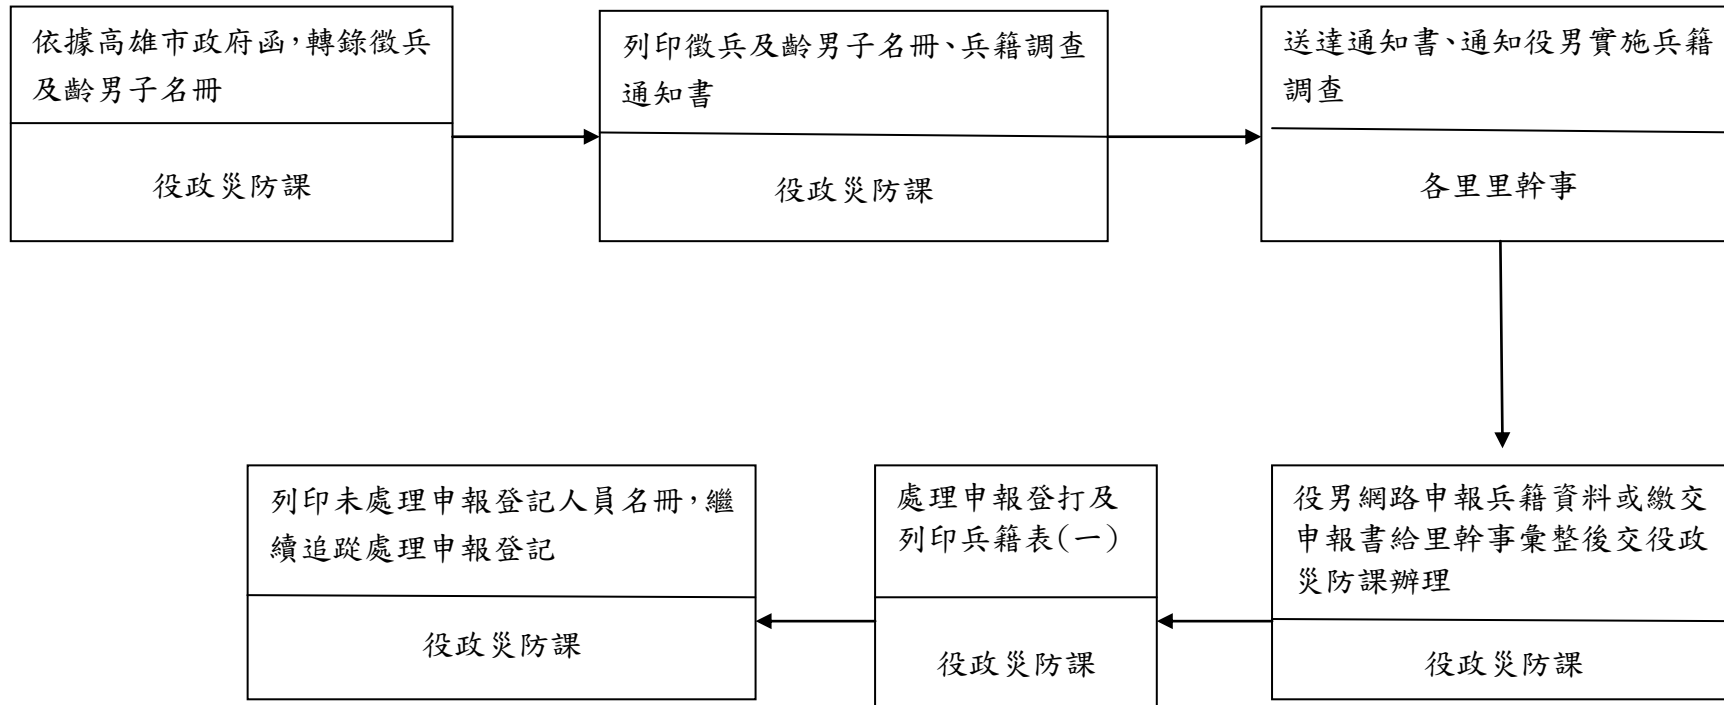 依據高雄市政府函，轉錄徵兵
及齡男子名冊
役政災防課
列印徵兵及齡男子名冊、兵籍調查
通知書
役政災防課
送達通知書、通知役男實施兵籍
調查
各里里幹事
役男網路申報兵籍資料或繳交
申報書給里幹事彙整後交役政
災防課辦理
役政災防課
處理申報登打及
列印兵籍表(一)
役政災防課
列印未處理申報登記人員名冊，繼
續追蹤處理申報登記
役政災防課